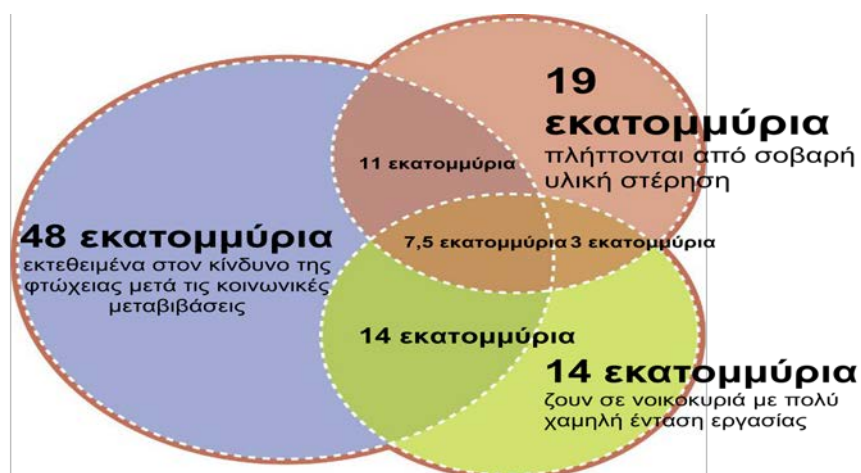 19
εκατομμύρια
πλήττονται από σοβαρή
υλική στέρηση
11 εκατομμύρια
48 εκατομμύρια
εκτεθειμένα στον κίνδυνο της
φτώχειας μετά τις κοινωνικές
μεταβιβάσεις
7,5 εκατομμύρια 3 εκατομμύρια
14 εκατομμύρια
14 εκατομμύρια
ζουν σε νοικοκυριά με πολύ
χαμηλή ένταση εργασίας